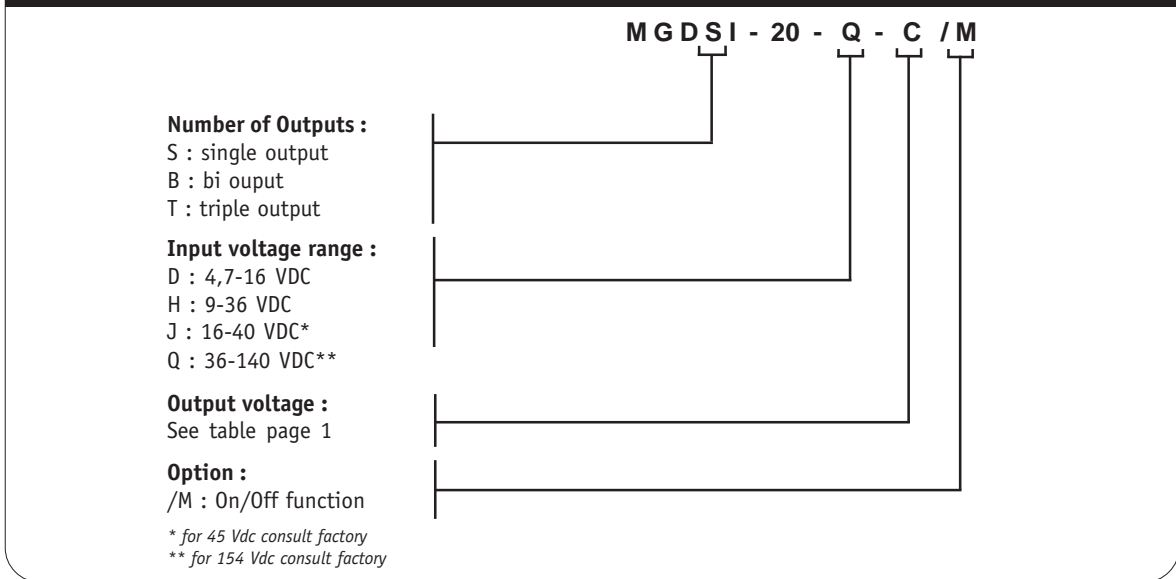 MGDSI - 20 - Q - C /M
Number of Outputs :
S : single output
B : bi ouput
T : triple output
Input voltage range :
D : 4,7-16 VDC
H : 9-36 VDC
J : 16-40 VDC*
Q : 36-140 VDC**
Output voltage :
See table page 1
Option :
/M : On/Off function
* for 45 Vdc consult factory
** for 154 Vdc consult factory